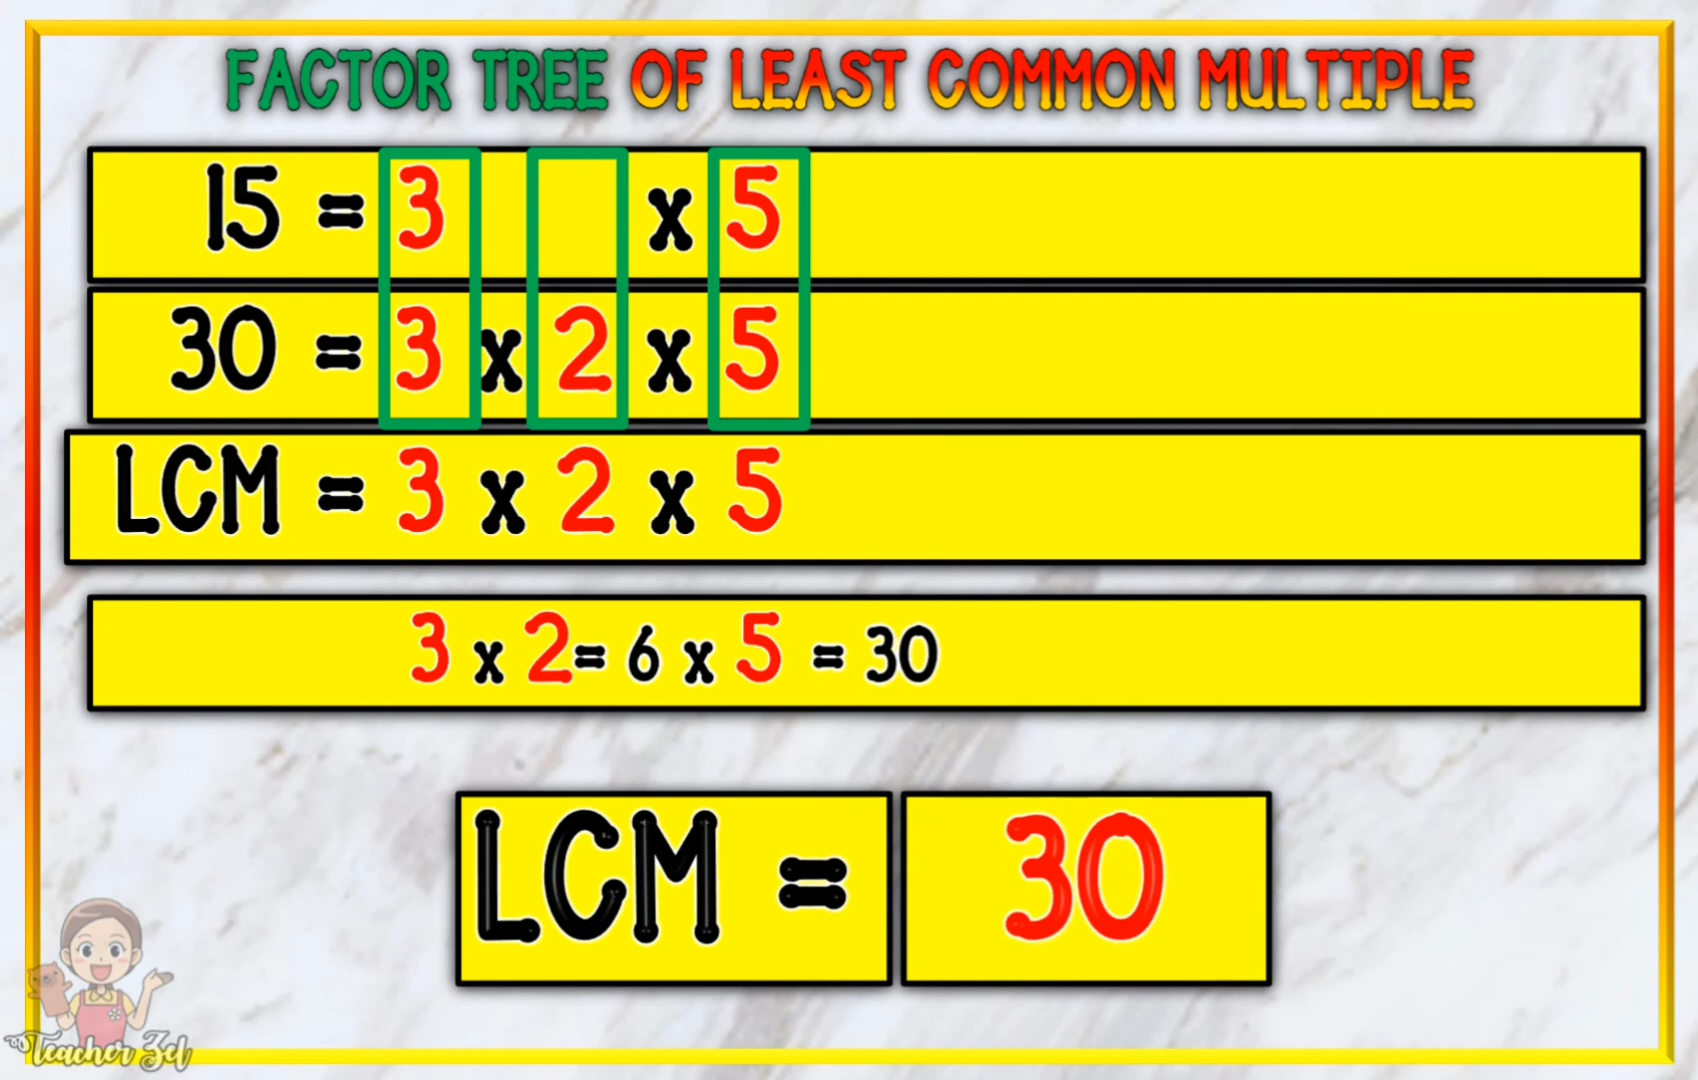 FACTOR TREE OF LEAST COMMON MULTIPLE
15 = 3 x 5
30 = 3 x 2 x 5
LCM = 3 x 2 x 5
3 x 2= 6 x 5 = 30
LCM = 30
Teacher Zel